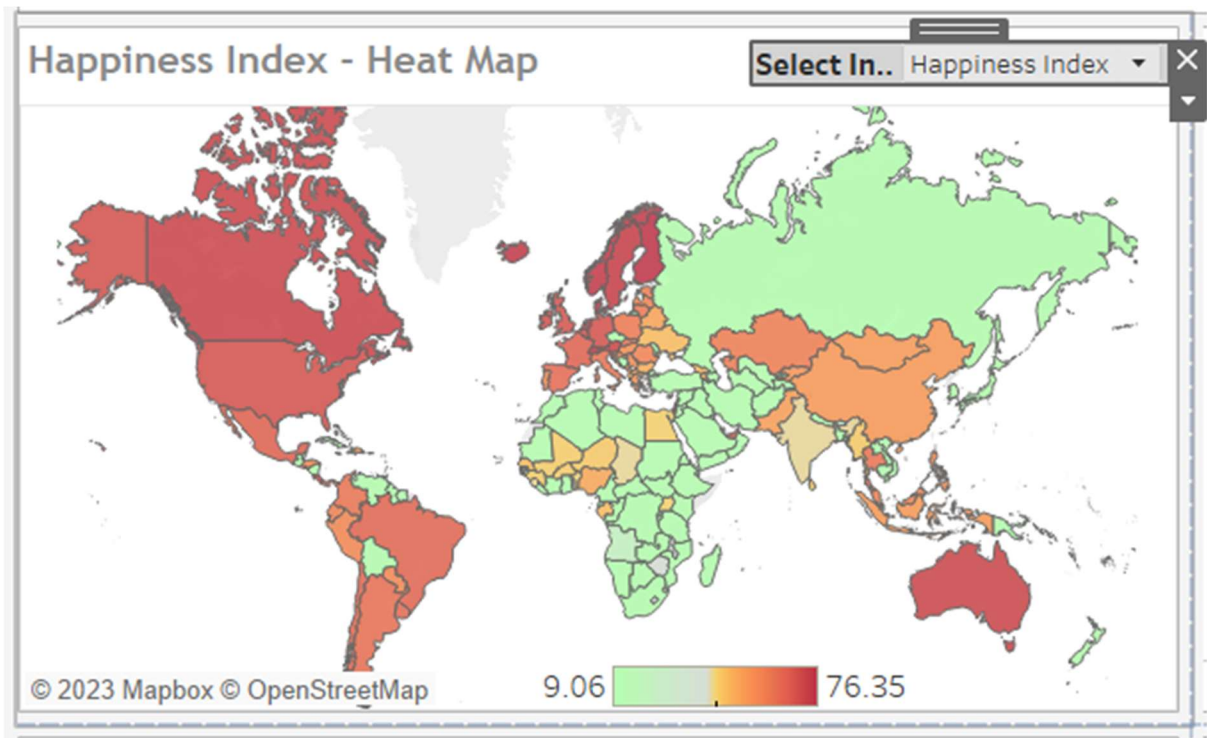 Happiness Index - Heat Map
Select In.. Happiness Index
© 2023 Mapbox © OpenStreetMap
9.06 76.35